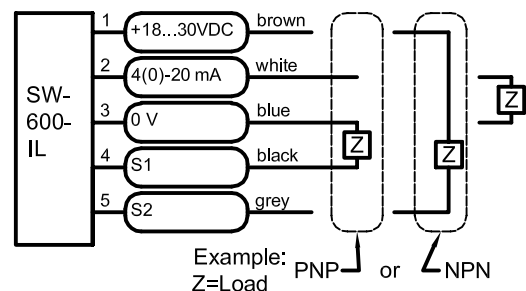 SW-
600-
IL
1 +18...30VDC brown
2 4(0)-20 mA white
3 0 V blue
4 S1 black
5 S2 grey
Z
Z
Z
Example: PNP or NPN
Z=Load